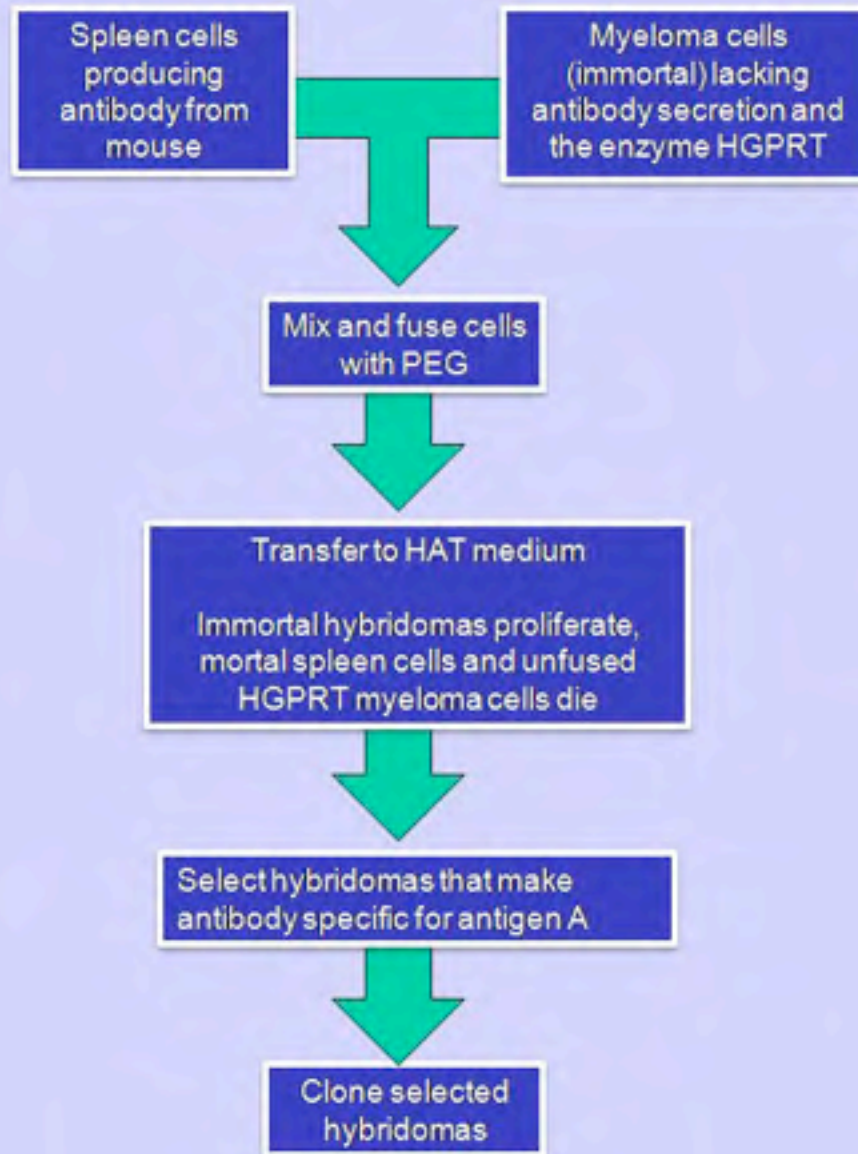 Spleen cells
producing
antibody from
mouse
Myeloma cells
(immortal) lacking
antibody secretion and
the enzyme HGPRT
Mix and fuse cells
with PEG
Transfer to HAT medium
Immortal hybridomas proliferate,
mortal spleen cells and unfused
HGPRT myeloma cells die
Select hybridomas that make
antibody specific for antigen A
Clone selected
hybridomas